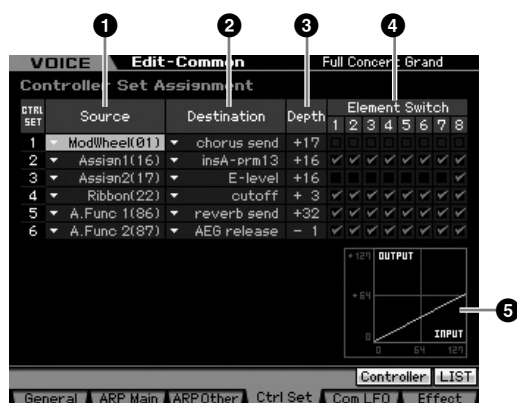 1 2 3 4
VOICE Edit-Common Full Concert Grand
Controller Set Assignment
CTRL SET Source Destination Depth Element Switch
1 2 3 4 5 6 7 8
1 ModWheel(01) chorus send +17
2 Assign1(16) insA-prm13 +16
3 Assign2(17) E-level +16
4 Ribbon(22) cutoff + 3
5 A.Func 1(86) reverb send +32
6 A.Func 2(87) AEG release - 1
+127 OUTPUT
+64
5
0 INPUT
0 64 127
Controller LIST
General ARP Main ARP Other Ctrl Set Com LFO Effect